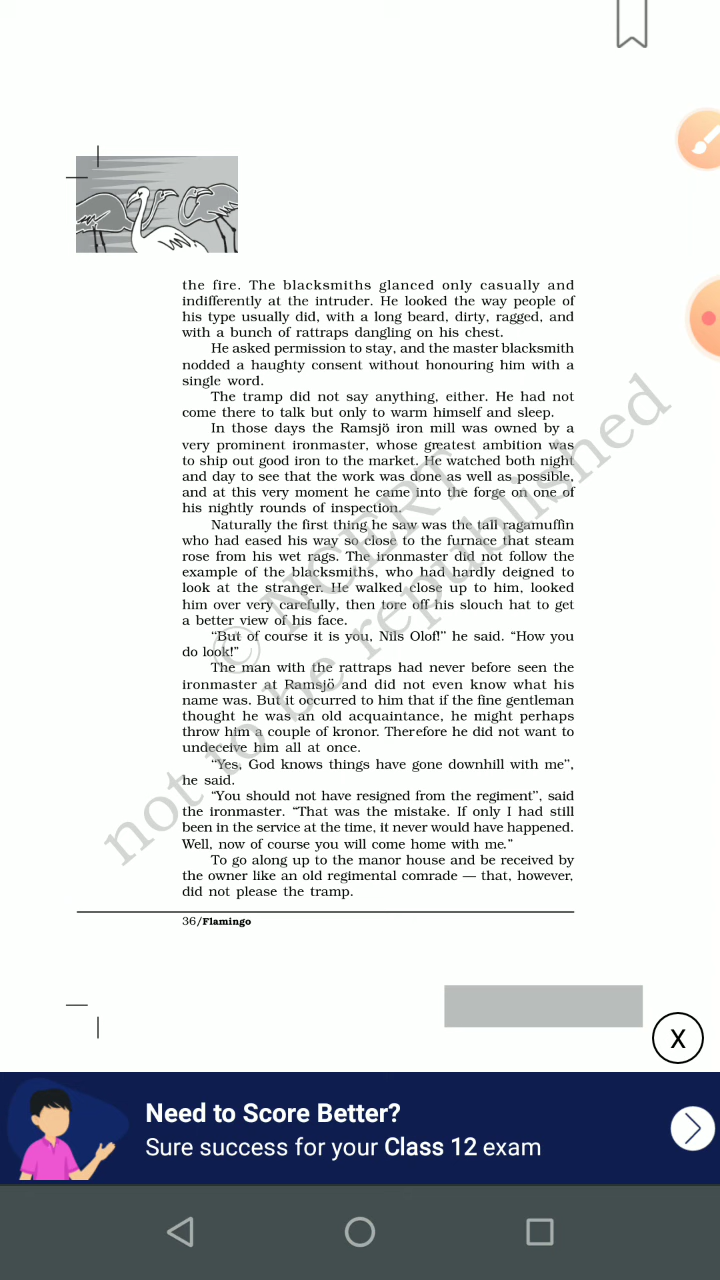 the fire. The blacksmiths glanced only casually and
indifferently at the intruder. He looked the way people of
his type usually did, with a long beard, dirty, ragged, and
with a bunch of rattraps dangling on his chest.
He asked permission to stay, and the master blacksmith
nodded a haughty consent without honouring him with a
single word.
The tramp did not say anything, either. He had not
come there to talk but only to warm himself and sleep.
In those days the Ramsjö iron mill was owned by a
very prominent ironmaster, whose greatest ambition was
to ship out good iron to the market. He watched both night
and day to see that the work was done as well as possible,
and at this very moment he came into the forge on one of
his nightly rounds of inspection.
Naturally the first thing he saw was the tall ragamuffin
who had eased his way so close to the furnace that steam
rose from his wet rags. The ironmaster did not follow the
example of the blacksmiths, who had hardly deigned to
look at the stranger. He walked close up to him, looked
him over very carefully, then tore off his slouch hat to get
a better view of his face.
“But of course it is you, Nils Olof!” he said. “How you
do look!”
The man with the rattraps had never before seen the
ironmaster at Ramsjö and did not even know what his
name was. But it occurred to him that if the fine gentleman
thought he was an old acquaintance, he might perhaps
throw him a couple of kronor. Therefore he did not want to
undeceive him all at once.
“Yes, God knows things have gone downhill with me”,
he said.
“You should not have resigned from the regiment”, said
the ironmaster. “That was the mistake. If only I had still
been in the service at the time, it never would have happened.
Well, now of course you will come home with me.”
To go along up to the manor house and be received by
the owner like an old regimental comrade — that, however,
did not please the tramp.
36/Flamingo
© NCERT
not to be republished
X
Need to Score Better?
Sure success for your Class 12 exam